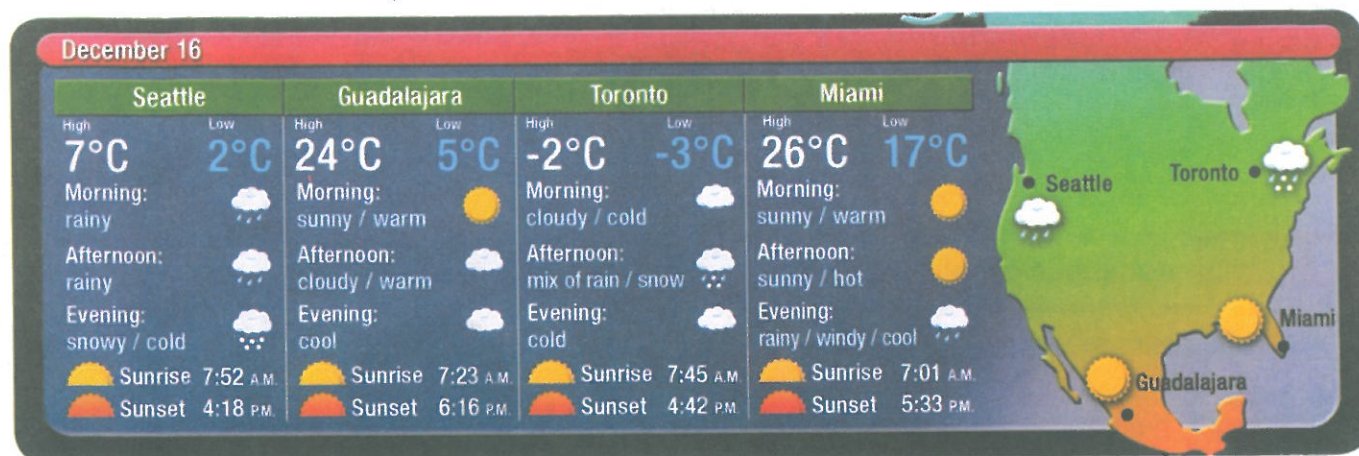 December 16
Seattle
High Low
7°C 2°C
Morning:
rainy
Afternoon:
rainy
Evening:
snowy / cold
Sunrise 7:52 A.M.
Sunset 4:18 P.M.
Guadalajara
High Low
24°C 5°C
Morning:
sunny / warm
Afternoon:
cloudy / warm
Evening:
cool
Sunrise 7:23 A.M.
Sunset 6:16 P.M.
Toronto
High Low
-2°C -3°C
Morning:
cloudy / cold
Afternoon:
mix of rain / snow
Evening:
cold
Sunrise 7:45 A.M.
Sunset 4:42 P.M.
Miami
High Low
26°C 17°C
Morning:
sunny / warm
Afternoon:
sunny / hot
Evening:
rainy / windy / cool
Sunrise 7:01 A.M.
Sunset 5:33 P.M.
Seattle
Toronto
Miami
Guadalajara